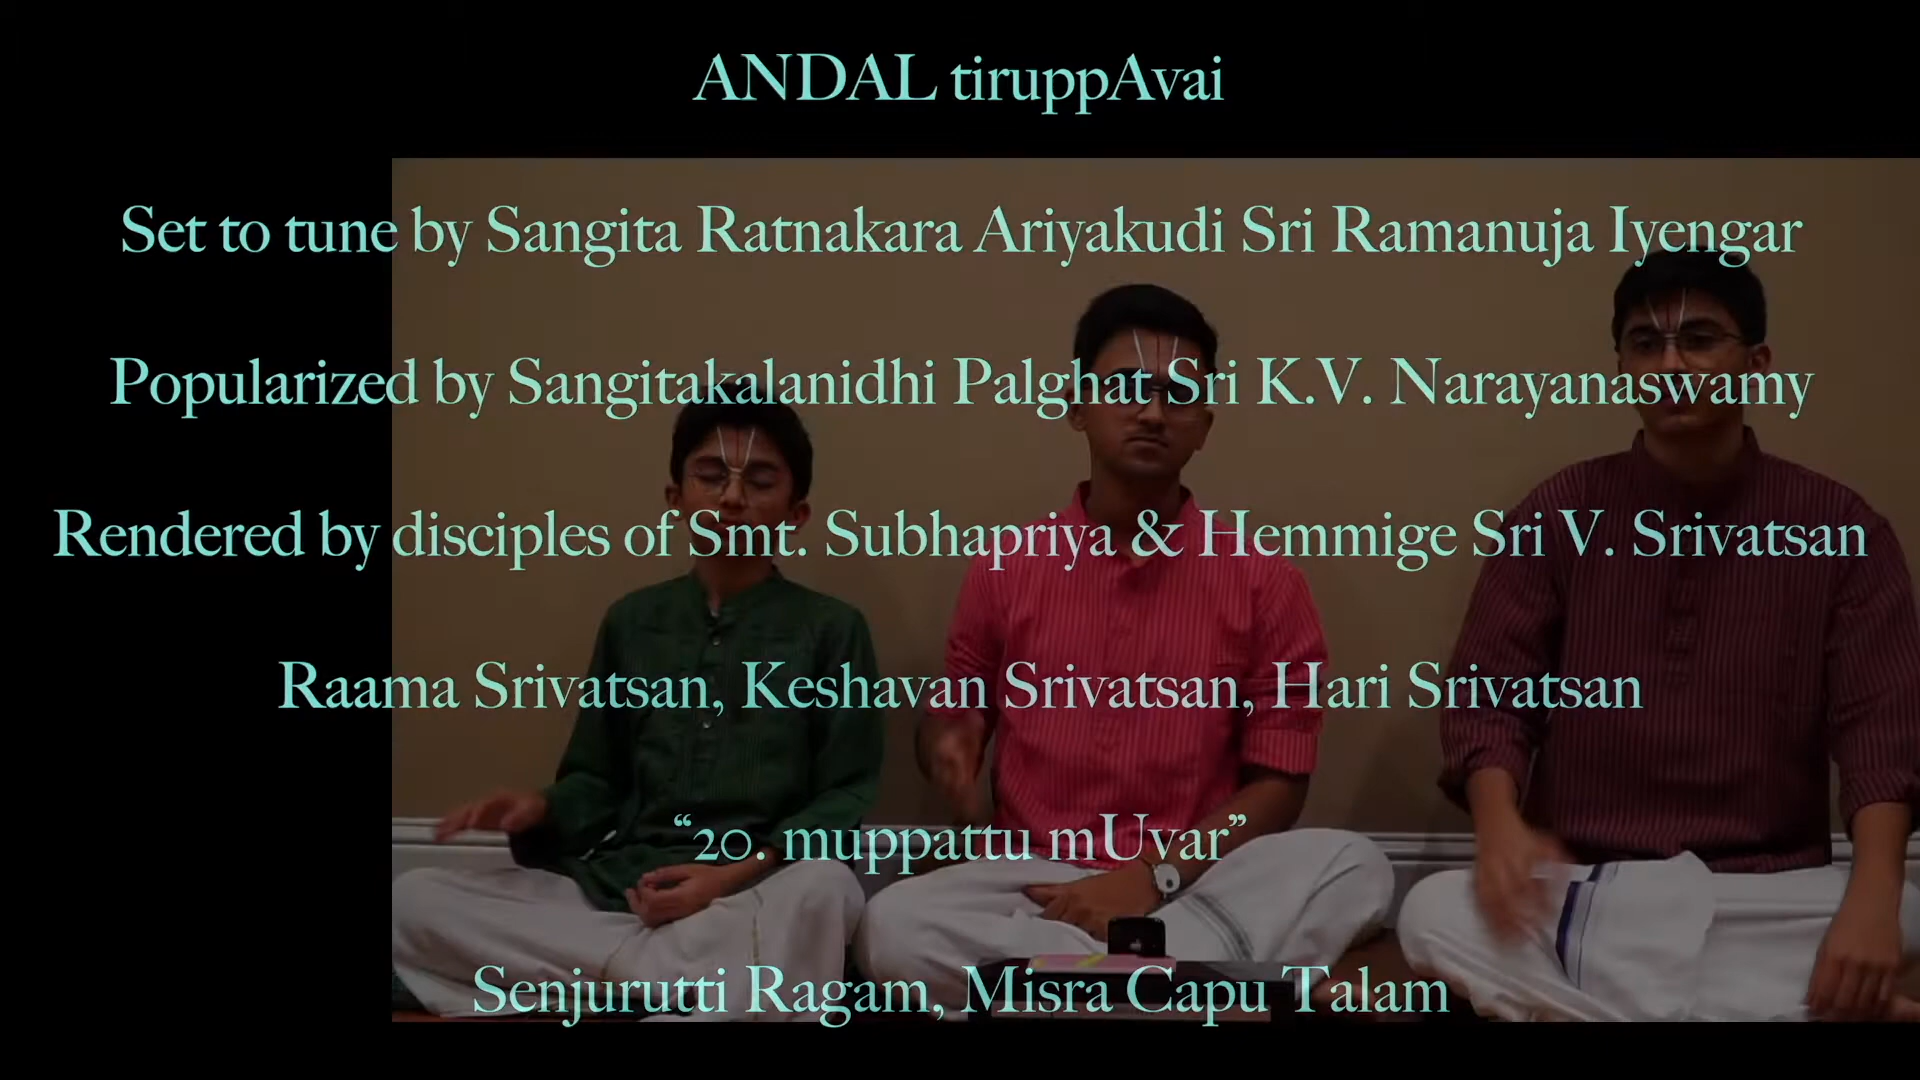 ANDAL tiruppAvai
Set to tune by Sangita Ratnakara Ariyakudi Sri Ramanuja Iyengar
Popularized by Sangitakalanidhi Palghat Sri K.V. Narayanaswamy
Rendered by disciples of Smt. Subhapriya & Hemmige Sri V. Srivatsan
Raama Srivatsan, Keshavan Srivatsan, Hari Srivatsan
“20. muppattu mUvar”
Senjurutti Ragam, Misra Capu Talam